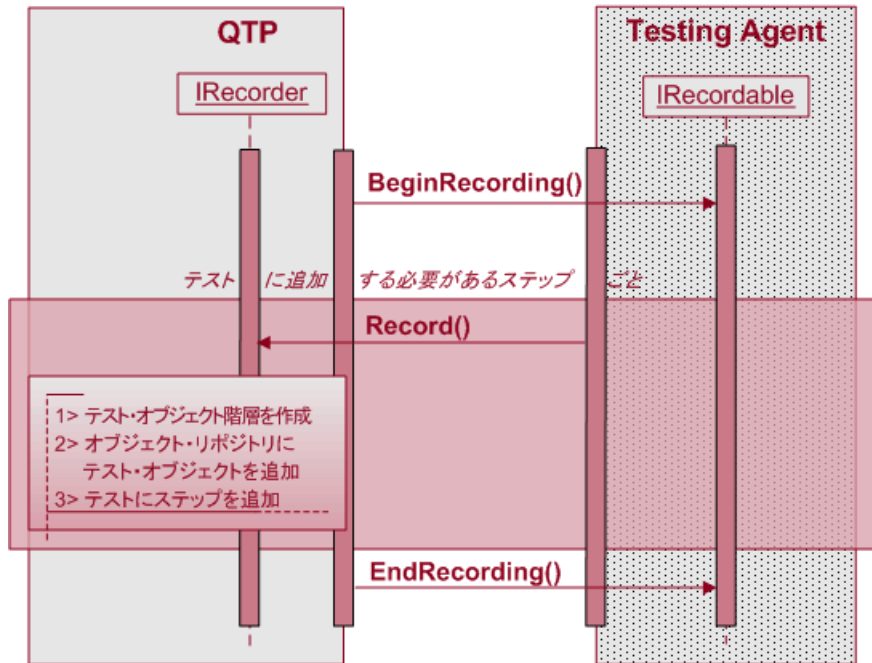 QTP
Testing Agent
IRecorder
IRecordable
BeginRecording()
テストに追加する必要があるステップごと
Record()
1> テスト・オブジェクト階層を作成
2> オブジェクト・リポジトリに
テスト・オブジェクトを追加
3> テストにステップを追加
EndRecording()